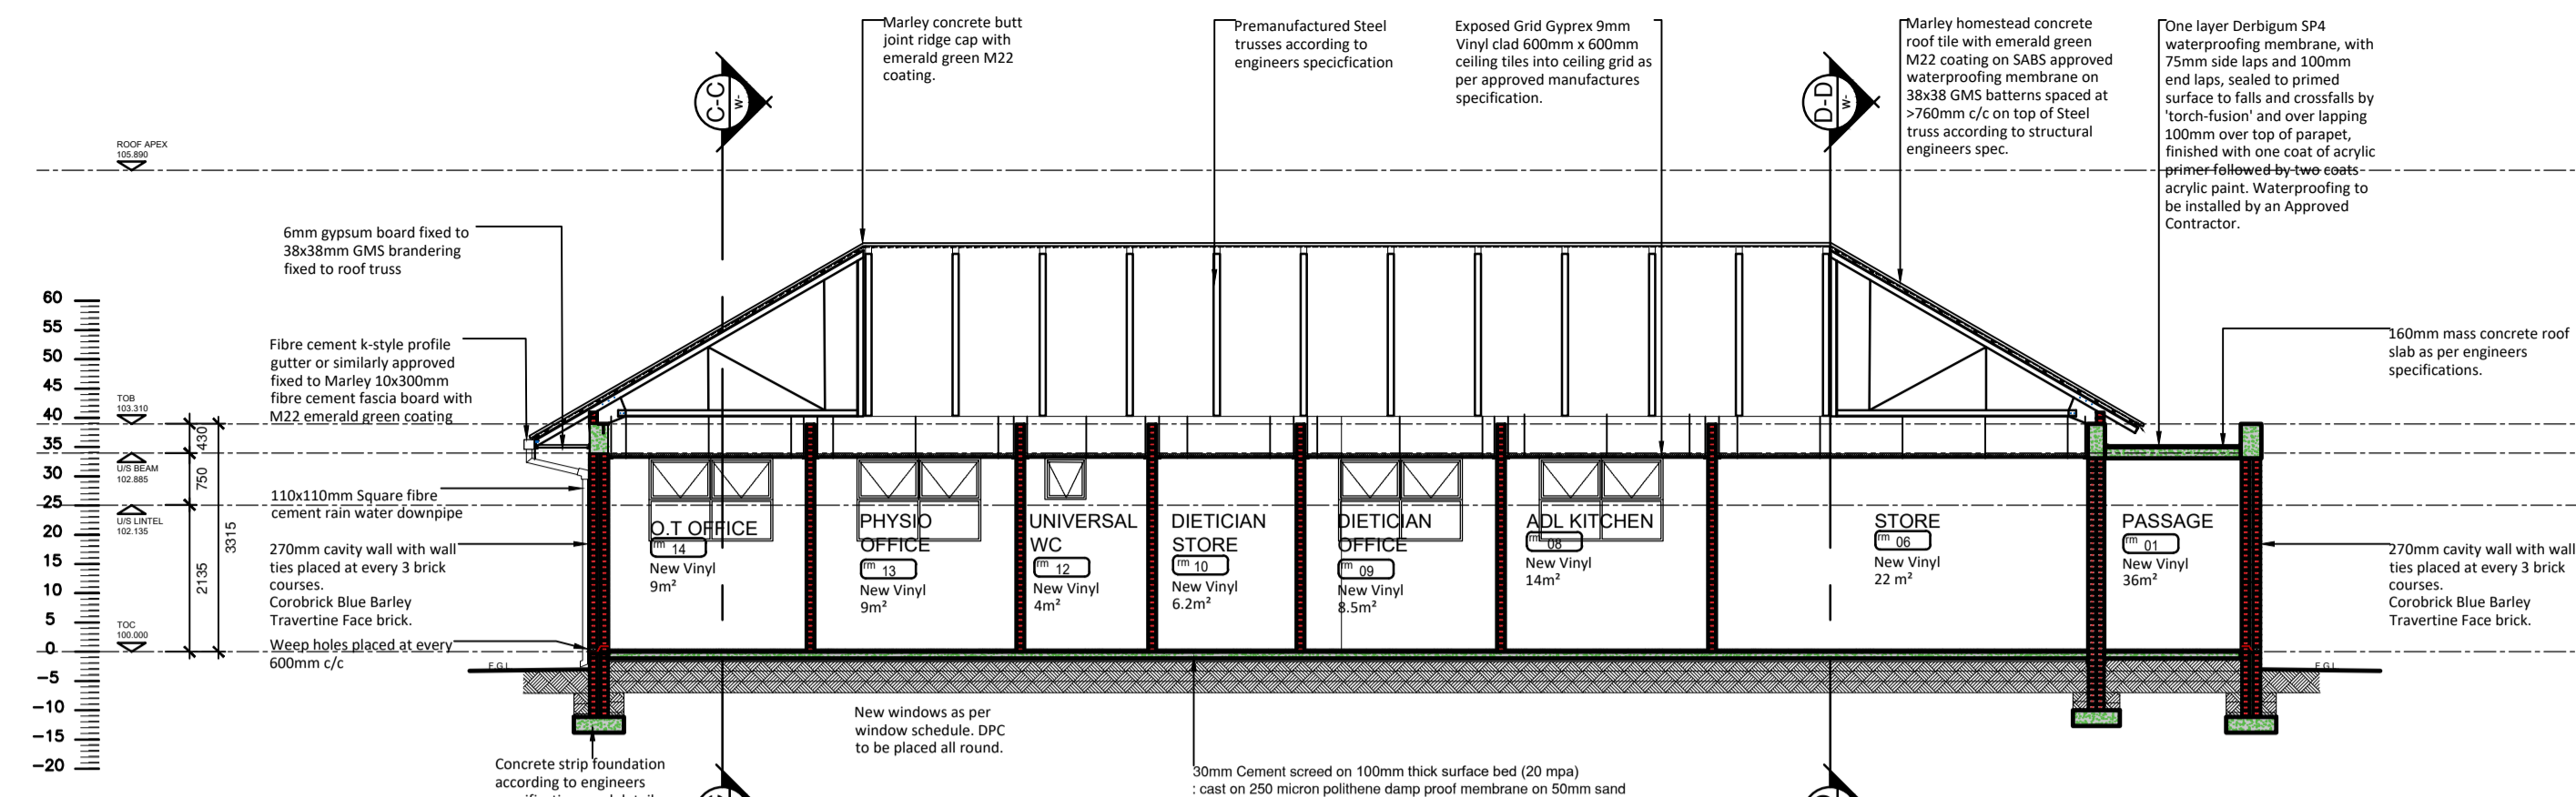 Marley concrete butt
joint ridge cap with
emerald green M22
coating.
Premanufactured Steel
trusses according to
engineers specicfication
Exposed Grid Gyprex 9mm
Vinyl clad 600mm x 600mm
ceiling tiles into ceiling grid as
per approved manufactures
specification.
Marley homestead concrete
roof tile with emerald green
M22 coating on SABS approved
waterproofing membrane on
38x38 GMS batterns spaced at
>760mm c/c on top of Steel
truss according to structural
engineers spec.
One layer Derbigum SP4
waterproofing membrane, with
75mm side laps and 100mm
end laps, sealed to primed
surface to falls and crossfalls by
'torch-fusion' and over lapping
100mm over top of parapet,
finished with one coat of acrylic
primer followed by two coats
acrylic paint. Waterproofing to
be installed by an Approved
Contractor.
C-C
W-
D-D
W-
ROOF APEX
105.890
6mm gypsum board fixed to
38x38mm GMS brandering
fixed to roof truss
Fibre cement k-style profile
gutter or similarly approved
fixed to Marley 10x300mm
fibre cement fascia board with
M22 emerald green coating
160mm mass concrete roof
slab as per engineers
specifications.
60
55
50
45
40
35
30
25
20
15
10
5
0
−5
−10
−15
−20
TOB
103.310
U/S BEAM
102.885
U/S LINTEL
102.135
TOC
100.000
430
750
2135
3315
110x110mm Square fibre
cement rain water downpipe
270mm cavity wall with wall
ties placed at every 3 brick
courses.
Corobrick Blue Barley
Travertine Face brick.
Weep holes placed at every
600mm c/c
F.G.L
O.T OFFICE
rm 14
New Vinyl
9m²
PHYSIO
OFFICE
rm 13
New Vinyl
9m²
UNIVERSAL
WC
rm 12
New Vinyl
4m²
DIETICIAN
STORE
rm 10
New Vinyl
6.2m²
DIETICIAN
OFFICE
rm 09
New Vinyl
8.5m²
ADL KITCHEN
rm 08
New Vinyl
14m²
STORE
rm 06
New Vinyl
22 m²
PASSAGE
rm 01
New Vinyl
36m²
270mm cavity wall with wall
ties placed at every 3 brick
courses.
Corobrick Blue Barley
Travertine Face brick.
F.G.L
New windows as per
window schedule. DPC
to be placed all round.
Concrete strip foundation
according to engineers
30mm Cement screed on 100mm thick surface bed (20 mpa)
: cast on 250 micron polithene damp proof membrane on 50mm sand